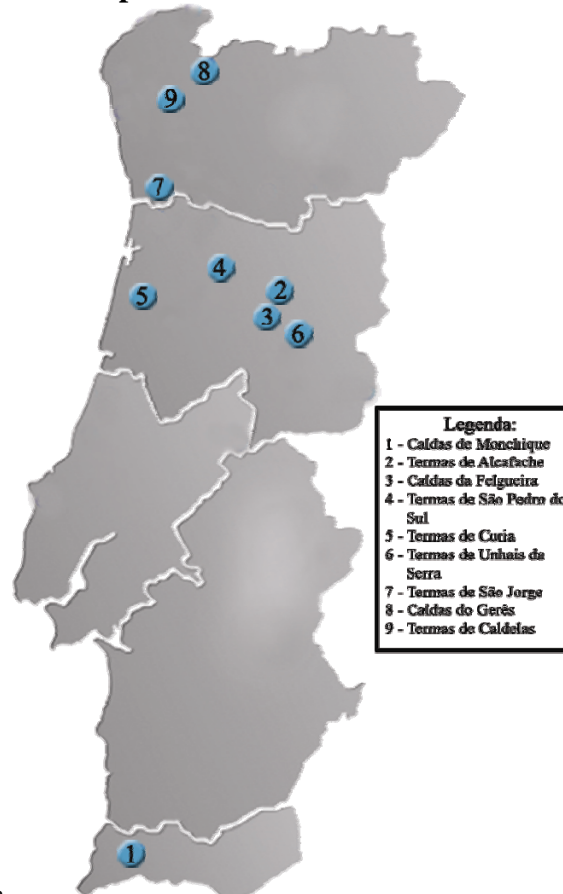 8
9
7
4
2
5
3
6
Legenda:
1 - Caldas de Monchique
2 - Termas de Alcafache
3 - Caldas da Felgueira
4 - Termas de São Pedro do
Sul
5 - Termas de Curia
6 - Termas de Unhais da
Serra
7 - Termas de São Jorge
8 - Caldas do Gerês
9 - Termas de Caldelas
1